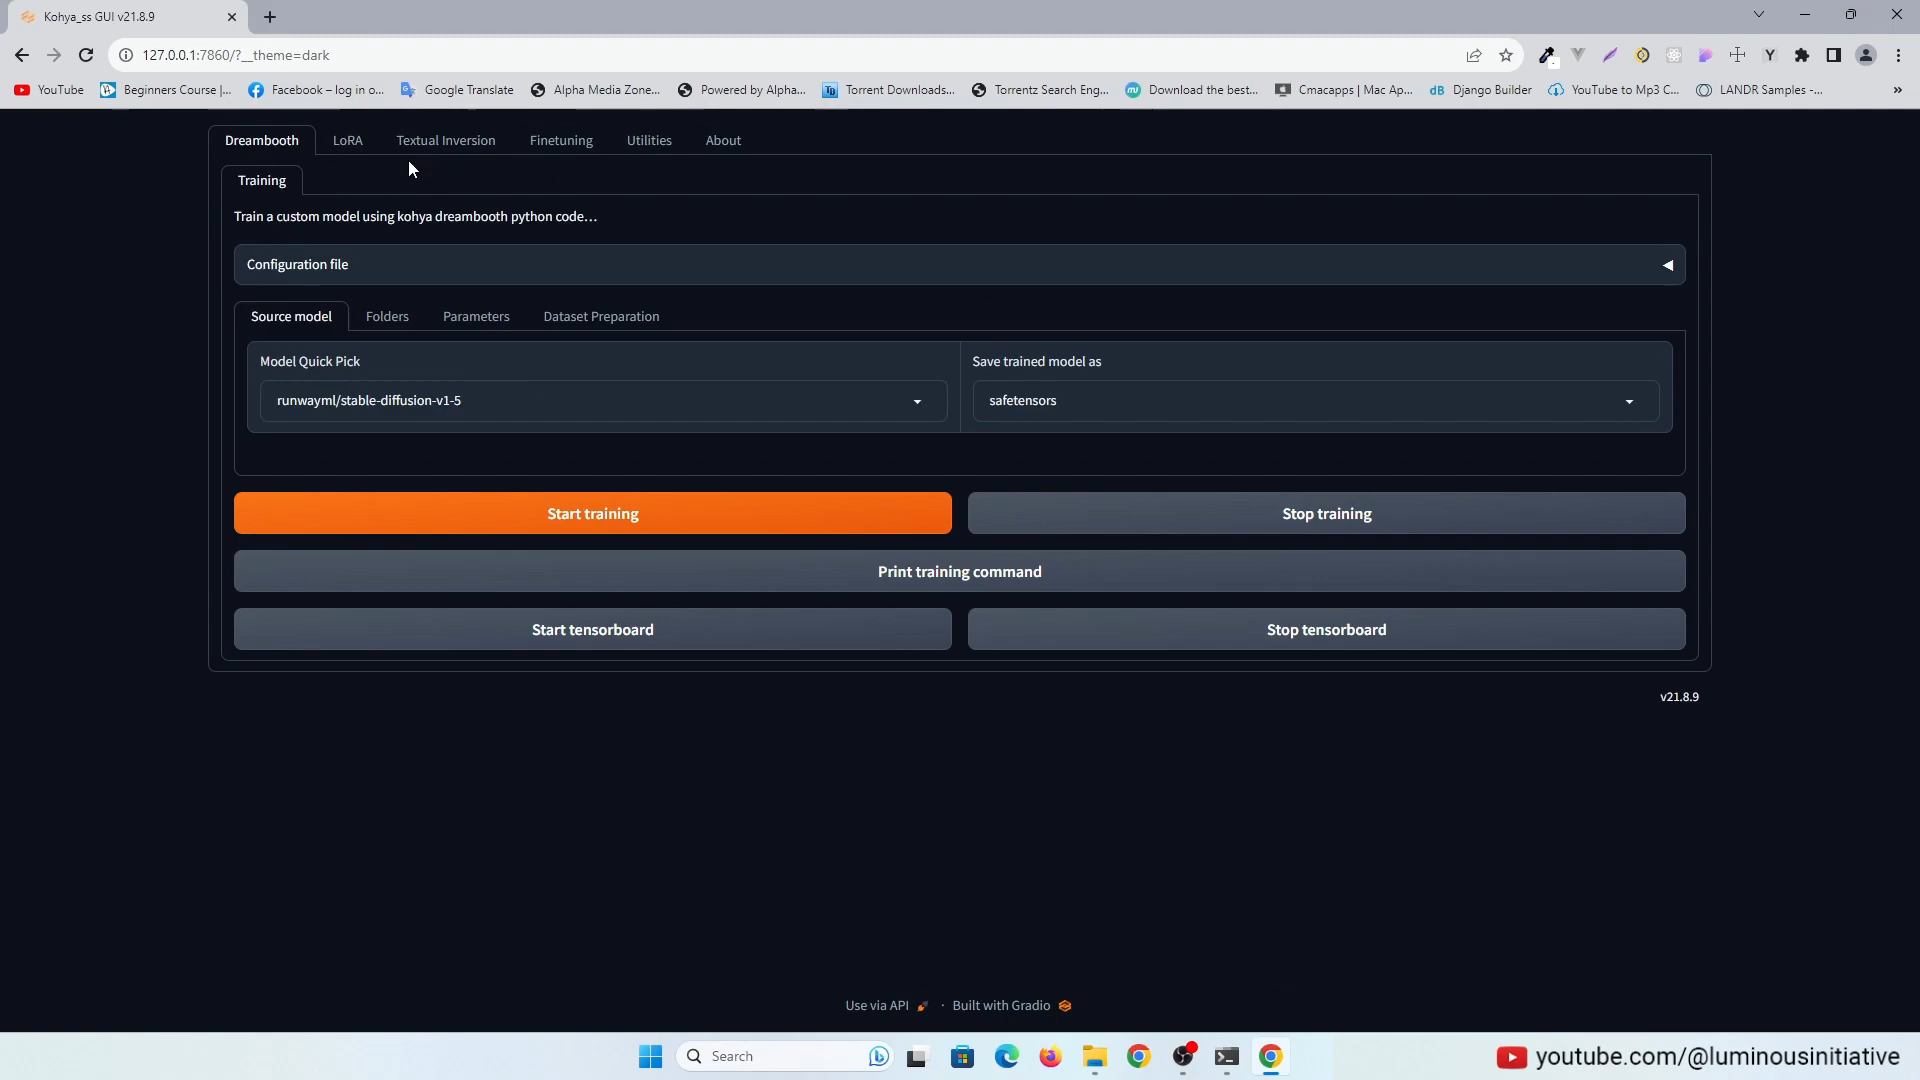 Kohya_ss GUI v21.8.9
127.0.0.1:7860/?__theme=dark
YouTube
Beginners Course |...
Facebook – log in o...
Google Translate
Alpha Media Zone...
Powered by Alpha...
Torrent Downloads...
Torrentz Search Eng...
Download the best...
Cmacapps | Mac Ap...
Django Builder
YouTube to Mp3 C...
LANDR Samples -...
Dreambooth
LoRA
Textual Inversion
Finetuning
Utilities
About
Training
Train a custom model using kohya dreambooth python code…
Configuration file
Source model
Folders
Parameters
Dataset Preparation
Model Quick Pick
Save trained model as
runwayml/stable-diffusion-v1-5
safetensors
Start training
Stop training
Print training command
Start tensorboard
Stop tensorboard
v21.8.9
Use via API · Built with Gradio
Search
youtube.com/@luminousinitiative